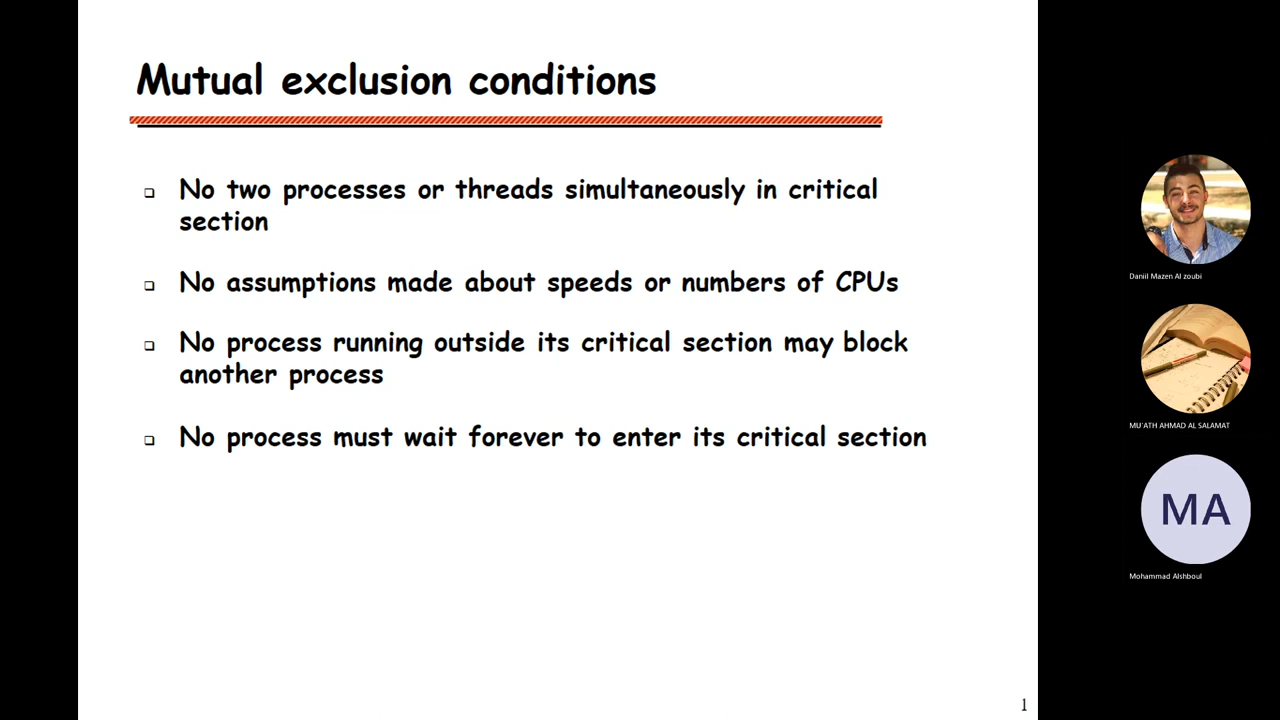 Mutual exclusion conditions
No two processes or threads simultaneously in critical
section
No assumptions made about speeds or numbers of CPUs
No process running outside its critical section may block
another process
No process must wait forever to enter its critical section
1
Daniil Mazen Al zoubi
MU'ATH AHMAD AL SALAMAT
MA
Mohammad Alshboul